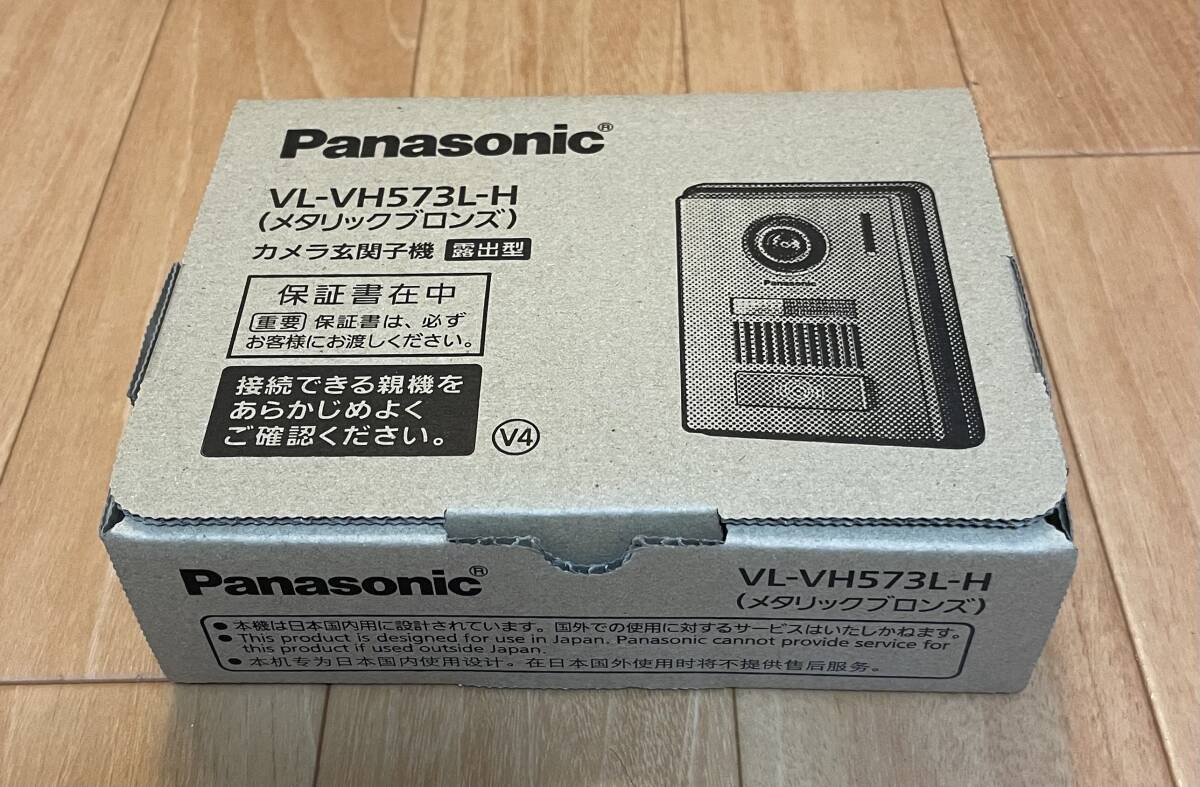 Panasonic®
VL-VH573L-H
(メタリックブロンズ)
カメラ玄関子機 露出型
保証書在中
重要 保証書は、必ず
お客様にお渡しください。
接続できる親機を
あらかじめよく
ご確認ください。
V4
Panasonic
Panasonic®
VL-VH573L-H
(メタリックブロンズ)
● 本機は日本国内用に設計されています。国外での使用に対するサービスはいたしかねます。
● This product is designed for use in Japan. Panasonic cannot provide service for
this product if used outside Japan.
● 本机专为日本国内使用设计。在日本国外使用时将不提供售后服务。